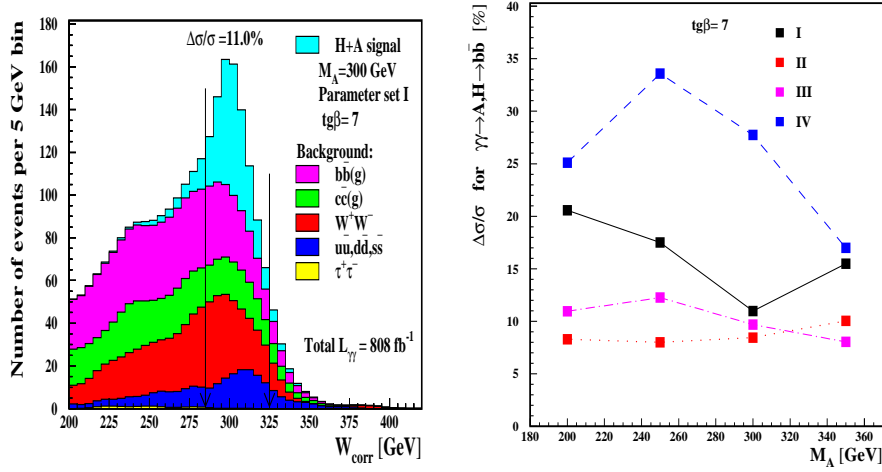 Number of events per 5 GeV bin
180
160
140
120
100
80
60
40
20
0
Δσ/σ =11.0%
H+A signal
M_A=300 GeV
Parameter set I
tgβ= 7
Background:
bb̄(g)
cc̄(g)
W⁺W⁻
uū,dd̄,ss̄
τ⁺τ⁻
Total L_γγ = 808 fb⁻¹
200 225 250 275 300 325 350 375 400
W_corr [GeV]
Δσ/σ for γγ→A,H→bb̄ [%]
40
35
30
25
20
15
10
5
0
tgβ= 7
I
II
III
IV
180 200 220 240 260 280 300 320 340 360
M_A [GeV]